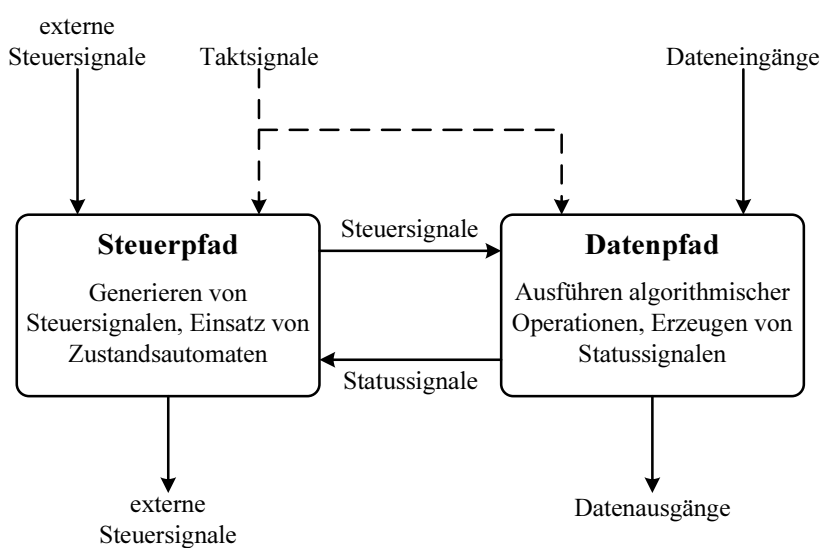 externe
Steuersignale
Taktsignale
Dateneingänge
Steuerpfad
Generieren von
Steuersignalen, Einsatz von
Zustandsautomaten
Steuersignale
Statussignale
Datenpfad
Ausführen algorithmischer
Operationen, Erzeugen von
Statussignalen
externe
Steuersignale
Datenausgänge